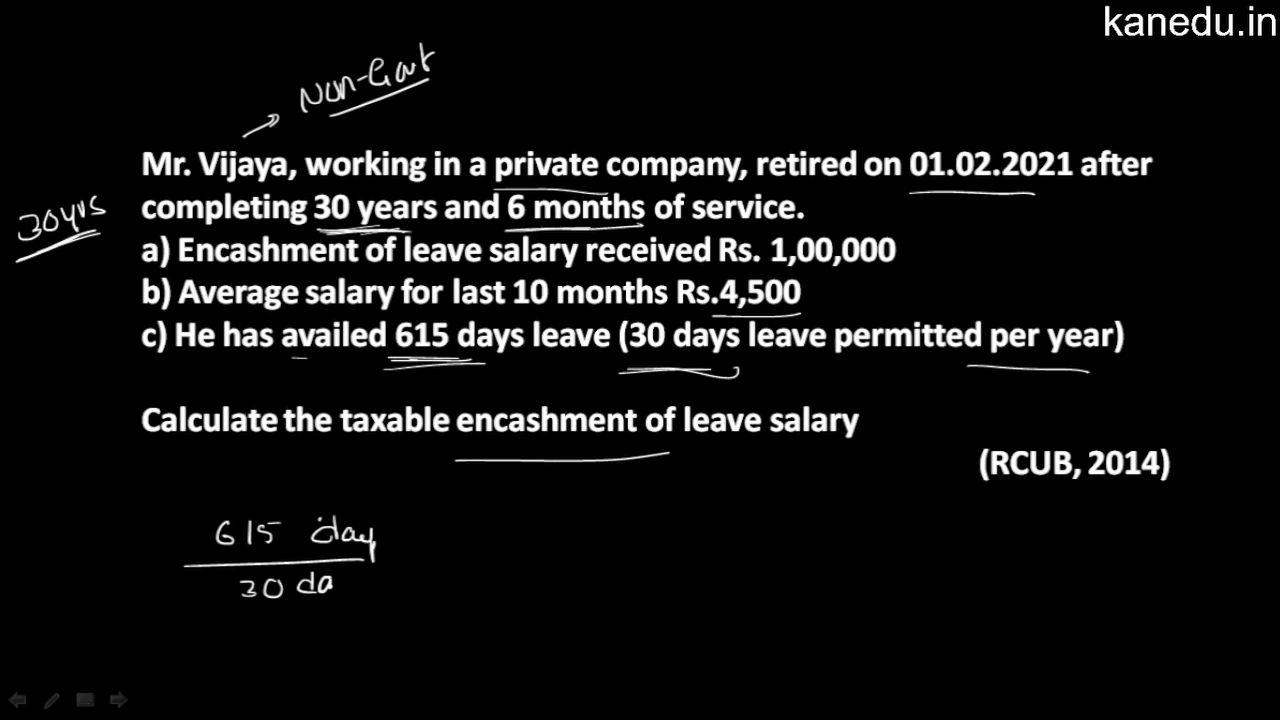 kanedu.in
Non-Govt
Mr. Vijaya, working in a private company, retired on 01.02.2021 after
30 yrs
completing 30 years and 6 months of service.
a) Encashment of leave salary received Rs. 1,00,000
b) Average salary for last 10 months Rs.4,500
c) He has availed 615 days leave (30 days leave permitted per year)
Calculate the taxable encashment of leave salary
(RCUB, 2014)
615 day
30 da